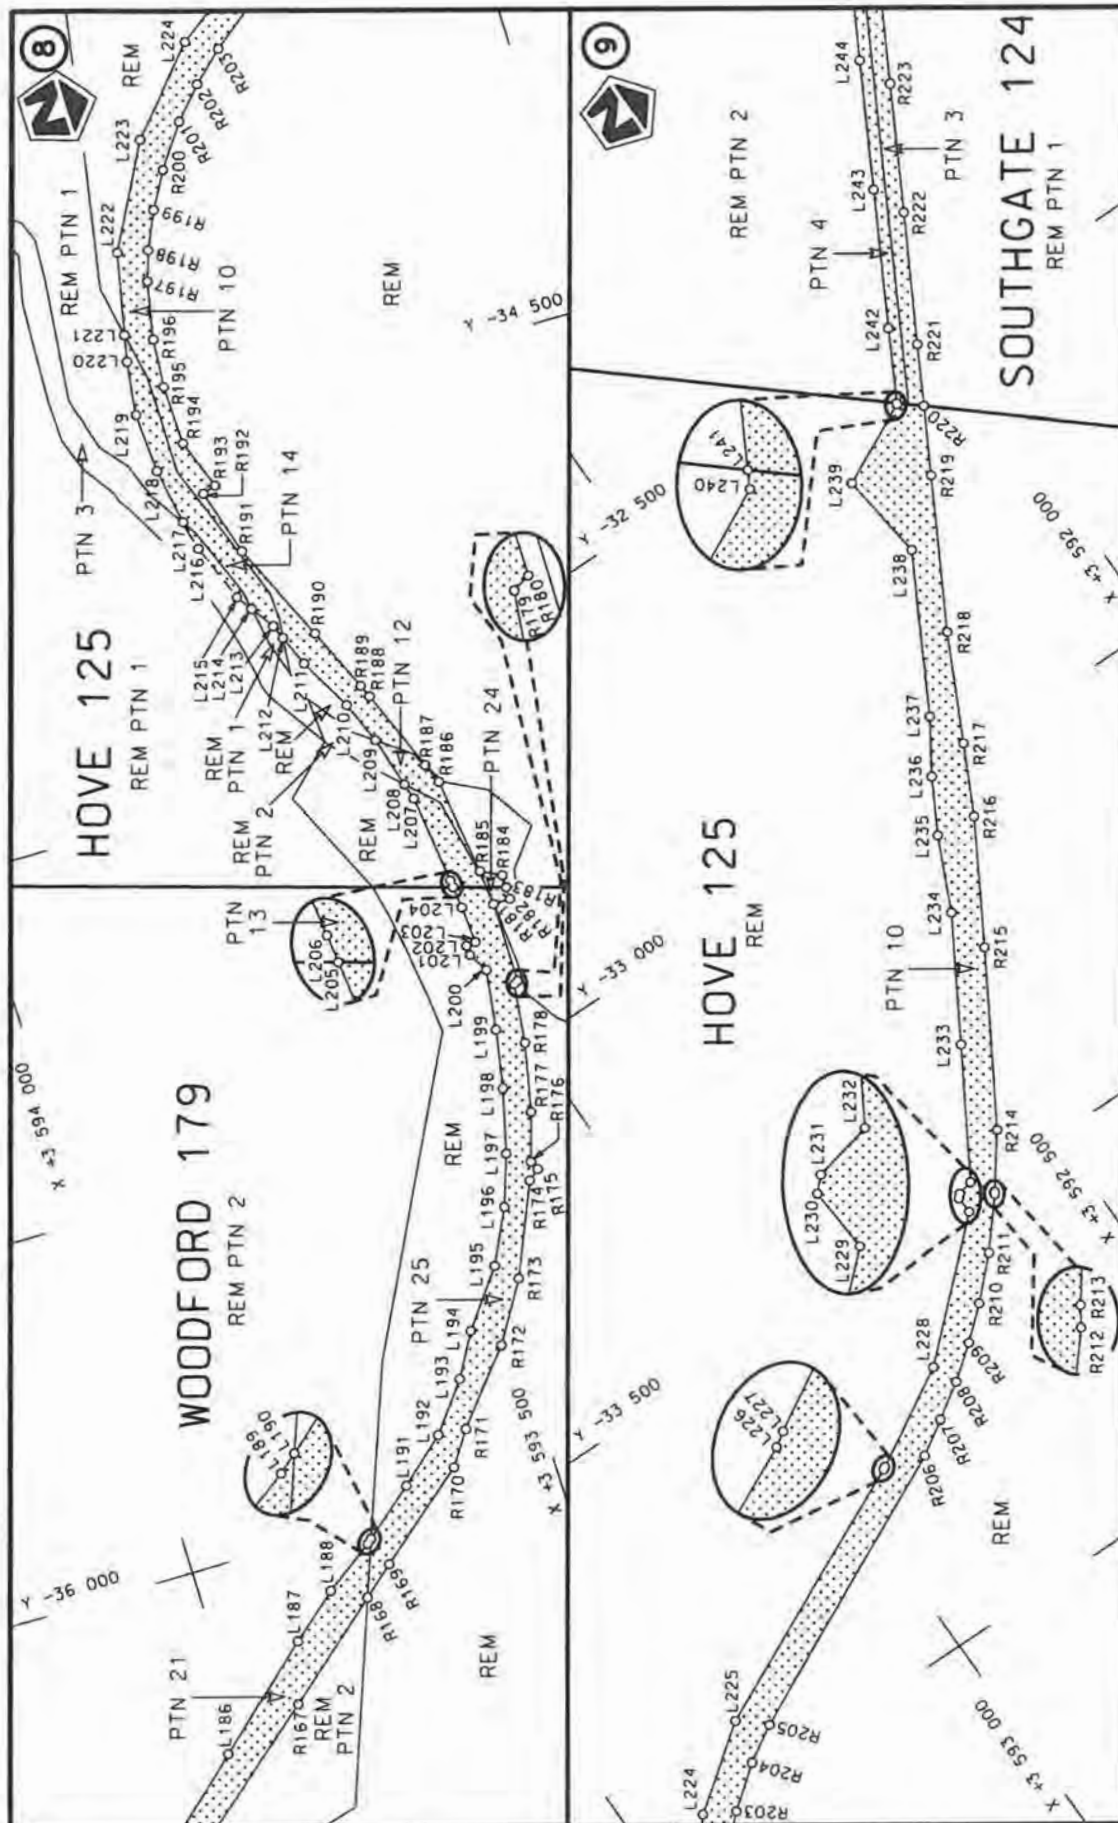 8
N
HOVE 125
REM PTN 1
REM PTN 1
REM
PTN 3
PTN 10
PTN 14
REM
REM
PTN 1
REM
REM
PTN 2
REM
PTN 12
PTN 24
PTN
13
WOODFORD 179
REM PTN 2
REM
PTN 25
PTN 21
REM
PTN 2
REM
X +3 594 000
Y -34 500
Y -36 000
X +3 593 500
L186
L187
L188
L189
L190
L191
L192
L193
L194
L195
L196
L197
L198
L199
L200
L201
L202
L203
L204
L205
L206
L207
L208
L209
L210
L211
L212
L213
L214
L215
L216
L217
L218
L219
L220
L221
L222
L223
L224
R167
R168
R169
R170
R171
R172
R173
R174
R175
R176
R177
R178
R179
R180
R181
R182
R183
R184
R185
R186
R187
R188
R189
R190
R191
R192
R193
R194
R195
R196
R197
R198
R199
R200
R201
R202
R203
9
N
HOVE 125
REM
SOUTHGATE 124
REM PTN 1
REM PTN 2
PTN 4
PTN 3
PTN 10
REM
Y -32 500
Y -33 000
Y -33 500
X +3 592 000
X +3 592 500
X +3 593 000
L224
L225
L226
L227
L228
L229
L230
L231
L232
L233
L234
L235
L236
L237
L238
L239
L240
L241
L242
L243
L244
R203
R204
R205
R206
R207
R208
R209
R210
R211
R212
R213
R214
R215
R216
R217
R218
R219
R220
R221
R222
R223